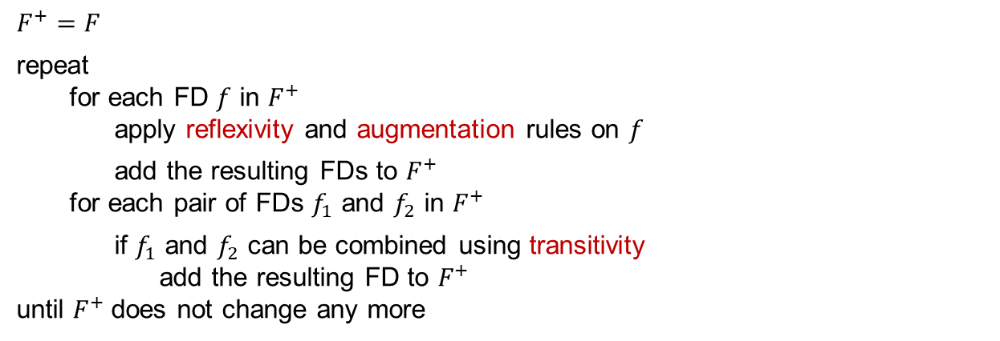 F⁺ = F
repeat
for each FD f in F⁺
apply reflexivity and augmentation rules on f
add the resulting FDs to F⁺
for each pair of FDs f₁ and f₂ in F⁺
if f₁ and f₂ can be combined using transitivity
add the resulting FD to F⁺
until F⁺ does not change any more